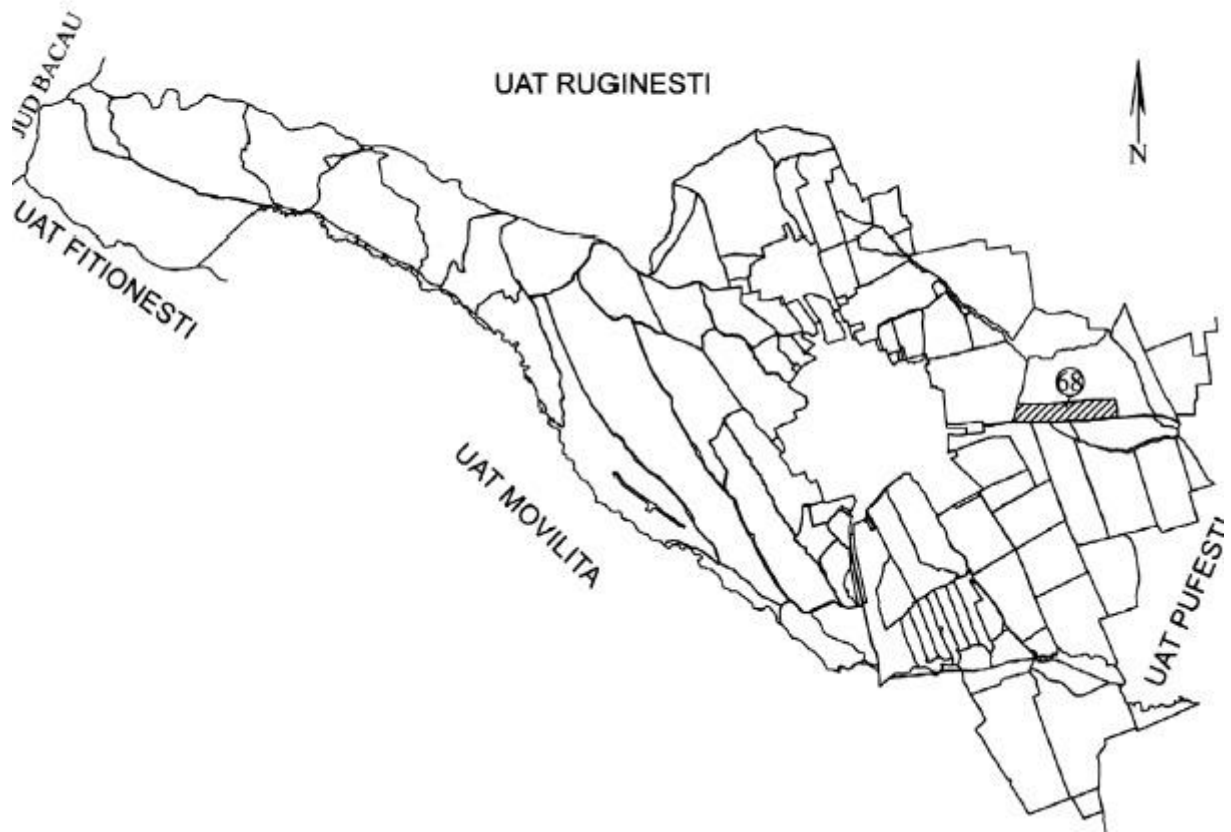 JUD BACAU
UAT RUGINESTI
N
UAT FITIONESTI
68
UAT MOVILITA
UAT PUFESTI